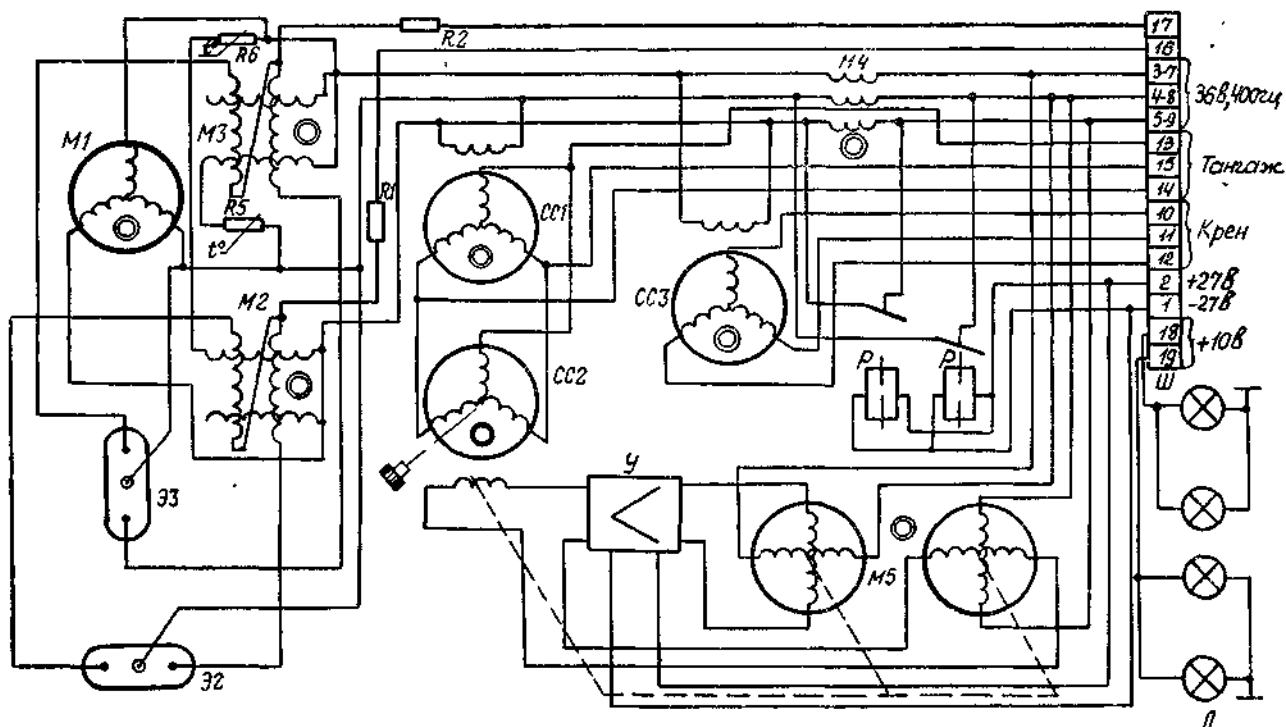 17
R2
16
R6
t°
М4
3-7
4-8
5-9
36В, 400гц
М1
М3
13
15
14
Тангаж
R1
СС1
R5
t°
10
11
12
Крен
М2
СС3
2
+27В
1
-27В
18
19
+10В
СС2
Р
Р
Ш
У
Э3
М5
Э2
Л